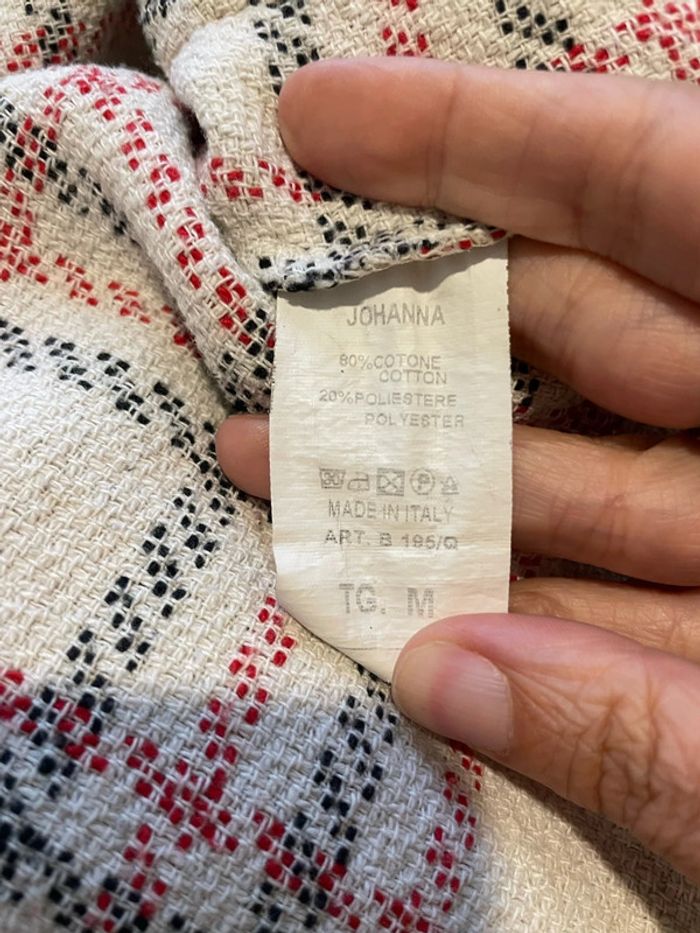 JOHANNA
80%COTONE
COTTON
20%POLIESTERE
POLYESTER
P
MADE IN ITALY
ART. B 195/Q
TG. M